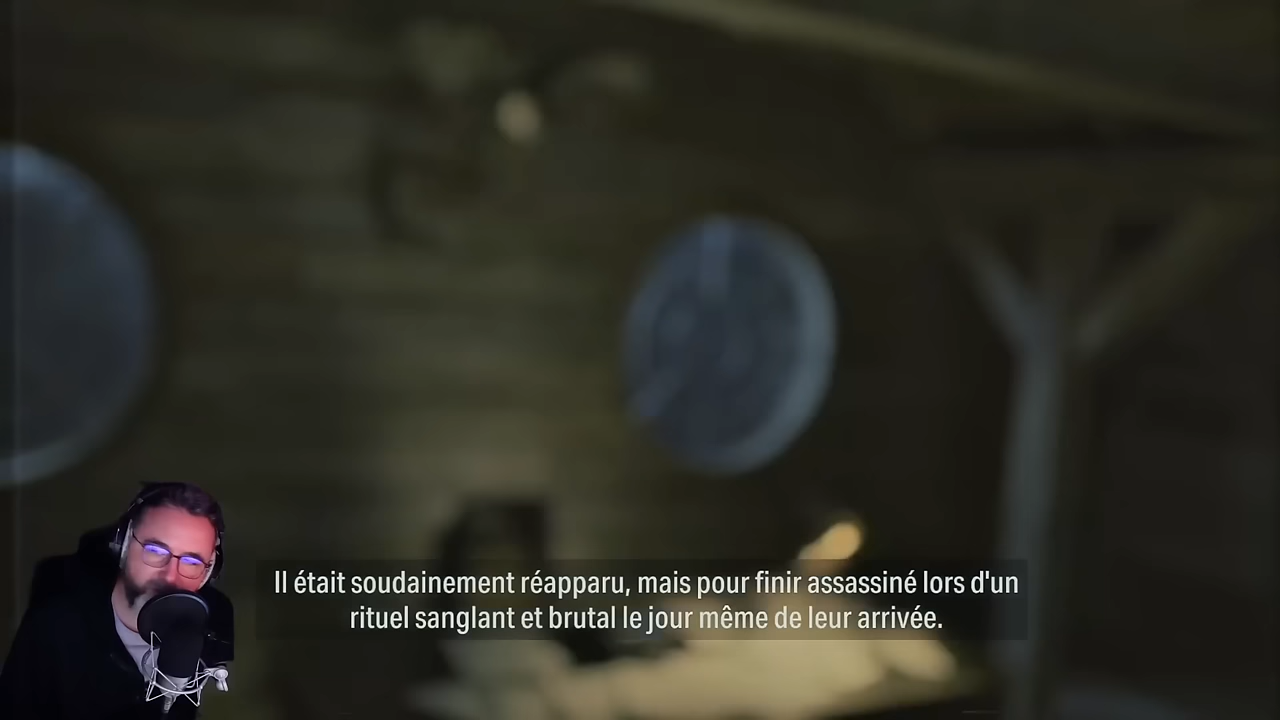 Il était soudainement réapparu, mais pour finir assassiné lors d'un
rituel sanglant et brutal le jour même de leur arrivée.